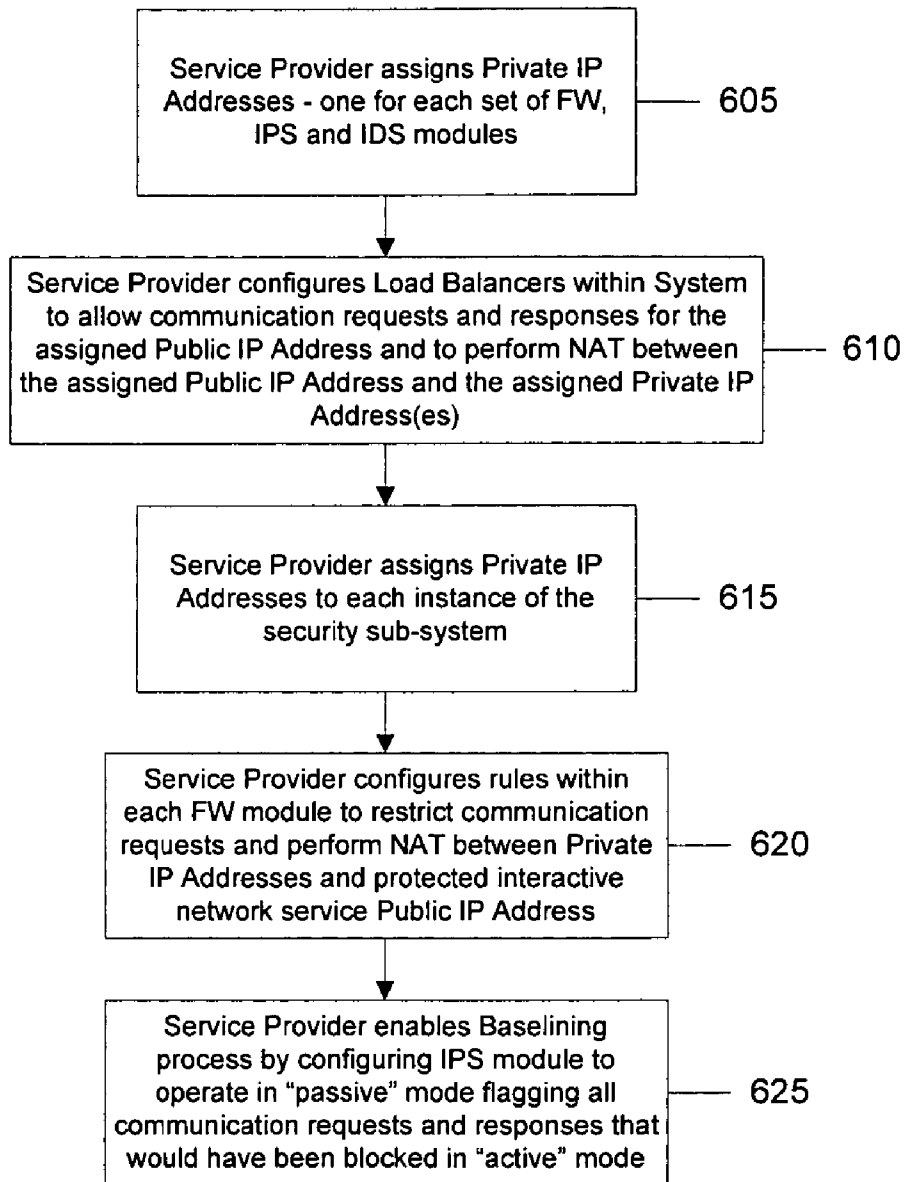 Service Provider assigns Private IP
Addresses - one for each set of FW,
IPS and IDS modules
605
Service Provider configures Load Balancers within System
to allow communication requests and responses for the
assigned Public IP Address and to perform NAT between
the assigned Public IP Address and the assigned Private IP
Address(es)
610
Service Provider assigns Private IP
Addresses to each instance of the
security sub-system
615
Service Provider configures rules within
each FW module to restrict communication
requests and perform NAT between Private
IP Addresses and protected interactive
network service Public IP Address
620
Service Provider enables Baselining
process by configuring IPS module to
operate in “passive” mode flagging all
communication requests and responses that
would have been blocked in “active” mode
625